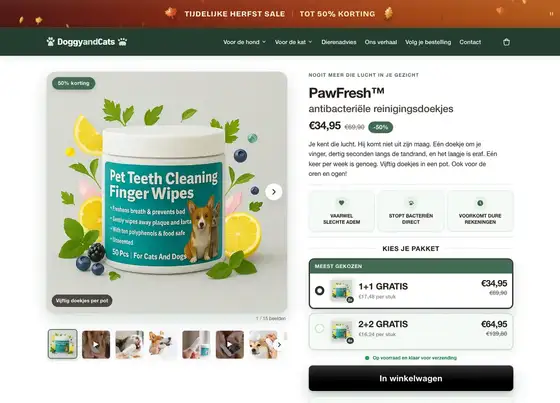 TIJDELIJKE HERFST SALE | TOT 50% KORTING
DoggyandCats
Voor de hond
Voor de kat
Dierenadvies
Ons verhaal
Volg je bestelling
Contact
50% korting
Pet Teeth Cleaning
Finger Wipes
• Freshens breath & prevents bad
• Gently wipes away plaque and tarta
• With tea polyphenols & food safe
• Unscented
50 Pcs | For Cats And Dogs
Vijftig doekjes per pot
1 / 15 beelden
NOOIT MEER DIE LUCHT IN JE GEZICHT
PawFresh™
antibacteriële reinigingsdoekjes
€34,95 €69,90 -50%
Je kent die lucht. Hij komt niet uit zijn maag. Eén doekje om je
vinger, dertig seconden langs de tandrand, en het laagje is eraf. Eén
keer per week is genoeg. Vijftig doekjes in een pot. Ook voor de
oren en ogen!
VAARWEL
SLECHTE ADEM
STOPT BACTERIËN
DIRECT
VOORKOMT DURE
REKENINGEN
KIES JE PAKKET
MEEST GEKOZEN
1+1 GRATIS
€17,48 per stuk
€34,95
€69,90
2+2 GRATIS
€16,24 per stuk
€64,95
€139,80
Op voorraad en klaar voor verzending
In winkelwagen